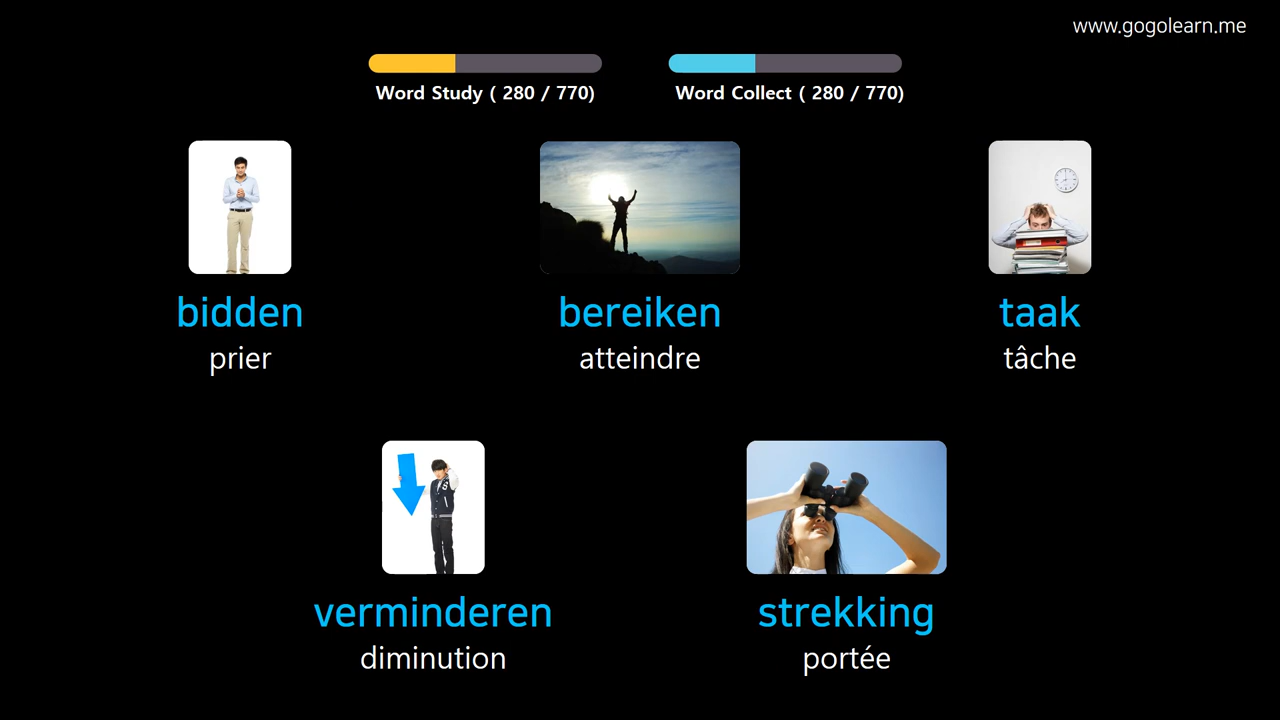 www.gogolearn.me
Word Study ( 280 / 770)
Word Collect ( 280 / 770)
bidden
prier
bereiken
atteindre
taak
tâche
verminderen
diminution
strekking
portée